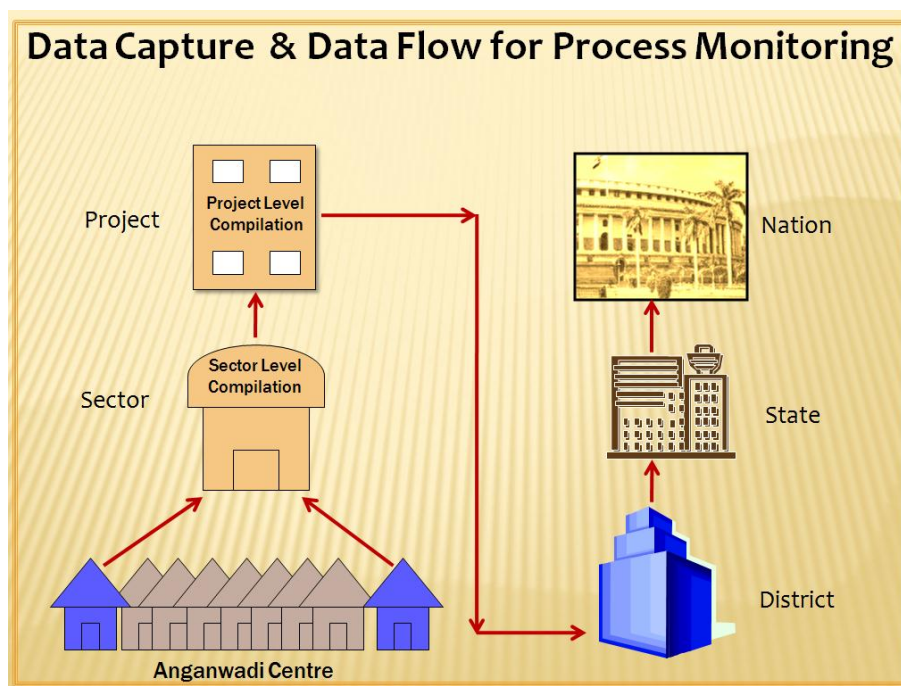 Data Capture & Data Flow for Process Monitoring
Project
Project Level
Compilation
Nation
Sector
Sector Level
Compilation
State
District
Anganwadi Centre